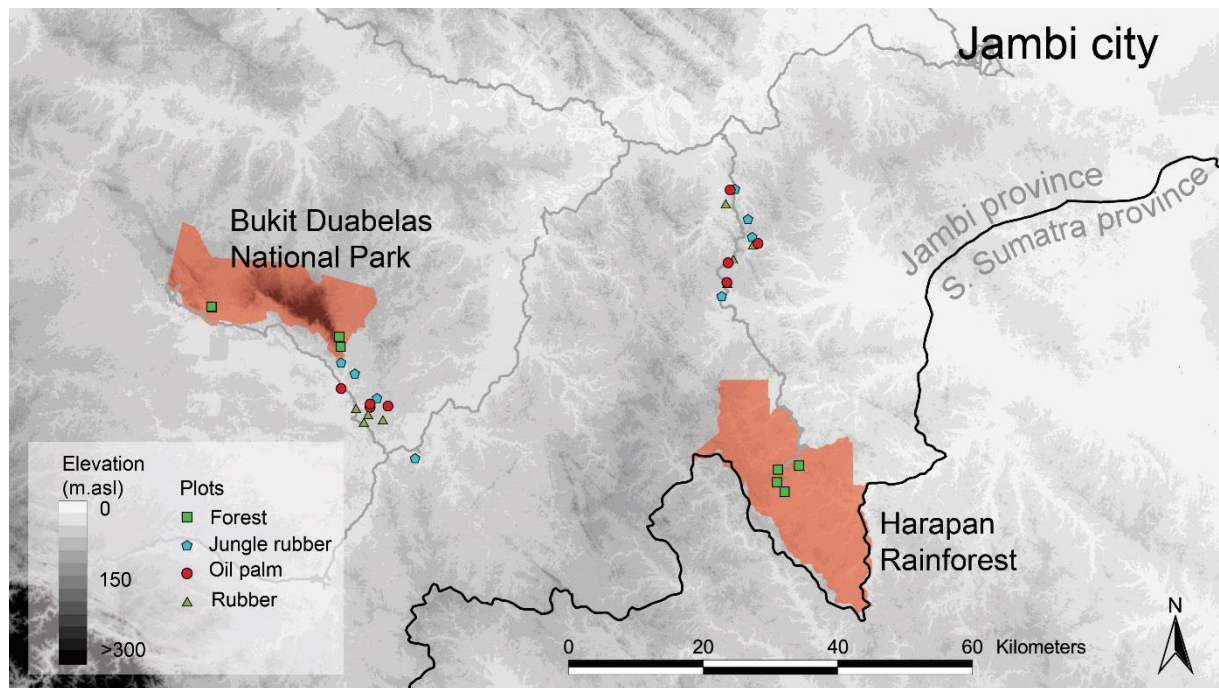 Jambi city
Jambi province
S. Sumatra province
Bukit Duabelas
National Park
Harapan
Rainforest
Elevation
(m.asl)
0
150
>300
Plots
Forest
Jungle rubber
Oil palm
Rubber
0 20 40 60 Kilometers
N